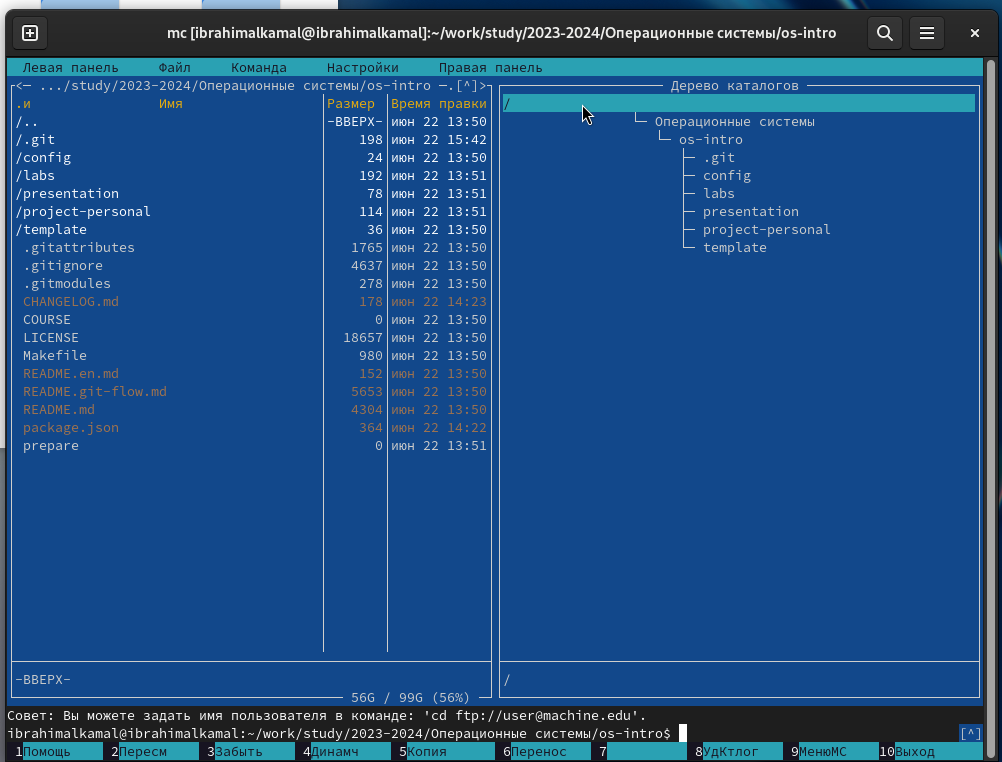 mc [ibrahimalkamal@ibrahimalkamal]:~/work/study/2023-2024/Операционные системы/os-intro
Левая панель Файл Команда Настройки Правая панель
<─ .../study/2023-2024/Операционные системы/os-intro ─.[^]>
.и Имя Размер Время правки
/.. -ВВЕРХ- июн 22 13:50
/.git 198 июн 22 15:42
/config 24 июн 22 13:50
/labs 192 июн 22 13:51
/presentation 78 июн 22 13:51
/project-personal 114 июн 22 13:51
/template 36 июн 22 13:50
.gitattributes 1765 июн 22 13:50
.gitignore 4637 июн 22 13:50
.gitmodules 278 июн 22 13:50
CHANGELOG.md 178 июн 22 14:23
COURSE 0 июн 22 13:50
LICENSE 18657 июн 22 13:50
Makefile 980 июн 22 13:50
README.en.md 152 июн 22 13:50
README.git-flow.md 5653 июн 22 13:50
README.md 4304 июн 22 13:50
package.json 364 июн 22 14:22
prepare 0 июн 22 13:51
-ВВЕРХ-
56G / 99G (56%)
Дерево каталогов
/
Операционные системы
os-intro
.git
config
labs
presentation
project-personal
template
/
Совет: Вы можете задать имя пользователя в команде: 'cd ftp://user@machine.edu'.
ibrahimalkamal@ibrahimalkamal:~/work/study/2023-2024/Операционные системы/os-intro$ [^]
1Помощь 2Пересм 3Забыть 4Динамч 5Копия 6Перенос 7 8УдКтлог 9МенюMC 10Выход